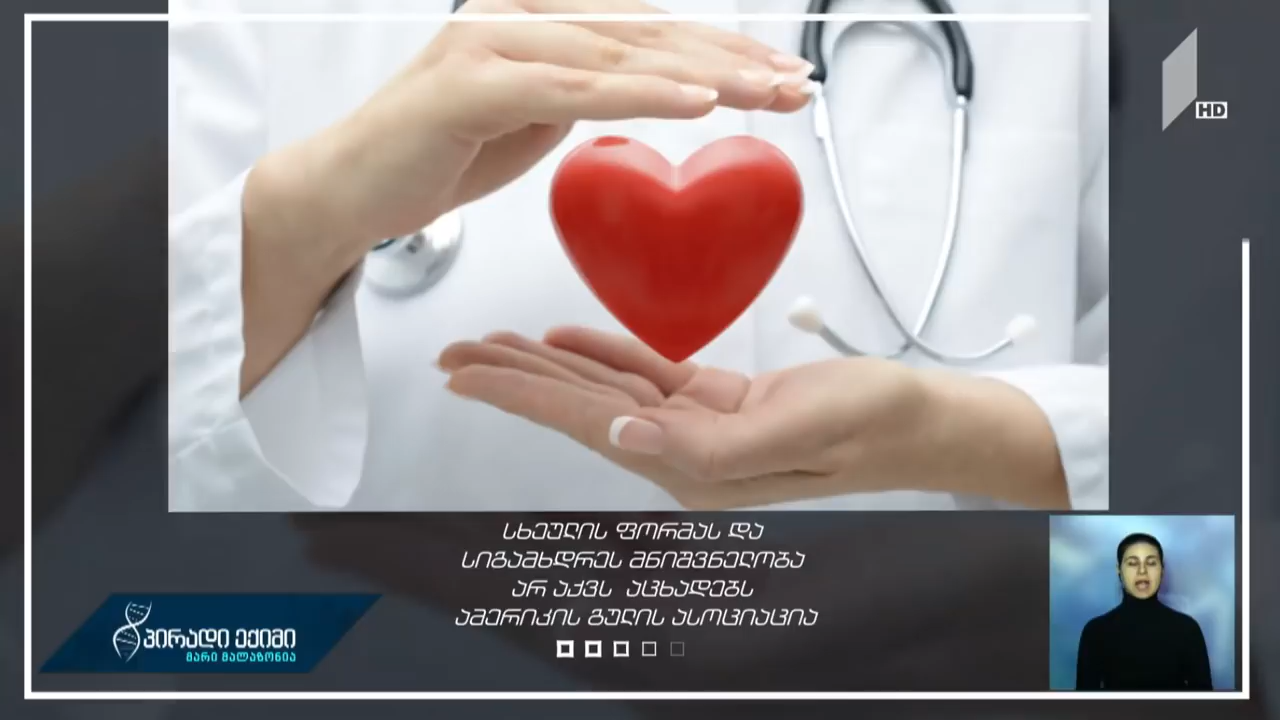 HD
სხეულის ფორმას და
სიგამხდრეს მნიშვნელობა
არ აქვს აცხადებს
ამერიკის გულის ასოციაცია
პირადი ექიმი
მარი მალაზონია